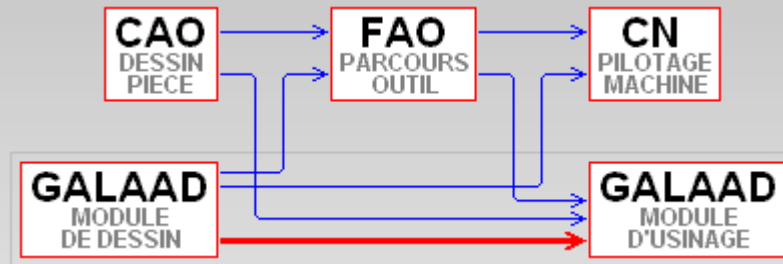 CAO
DESSIN
PIECE
FAO
PARCOURS
OUTIL
CN
PILOTAGE
MACHINE
GALAAD
MODULE
DE DESSIN
GALAAD
MODULE
D'USINAGE